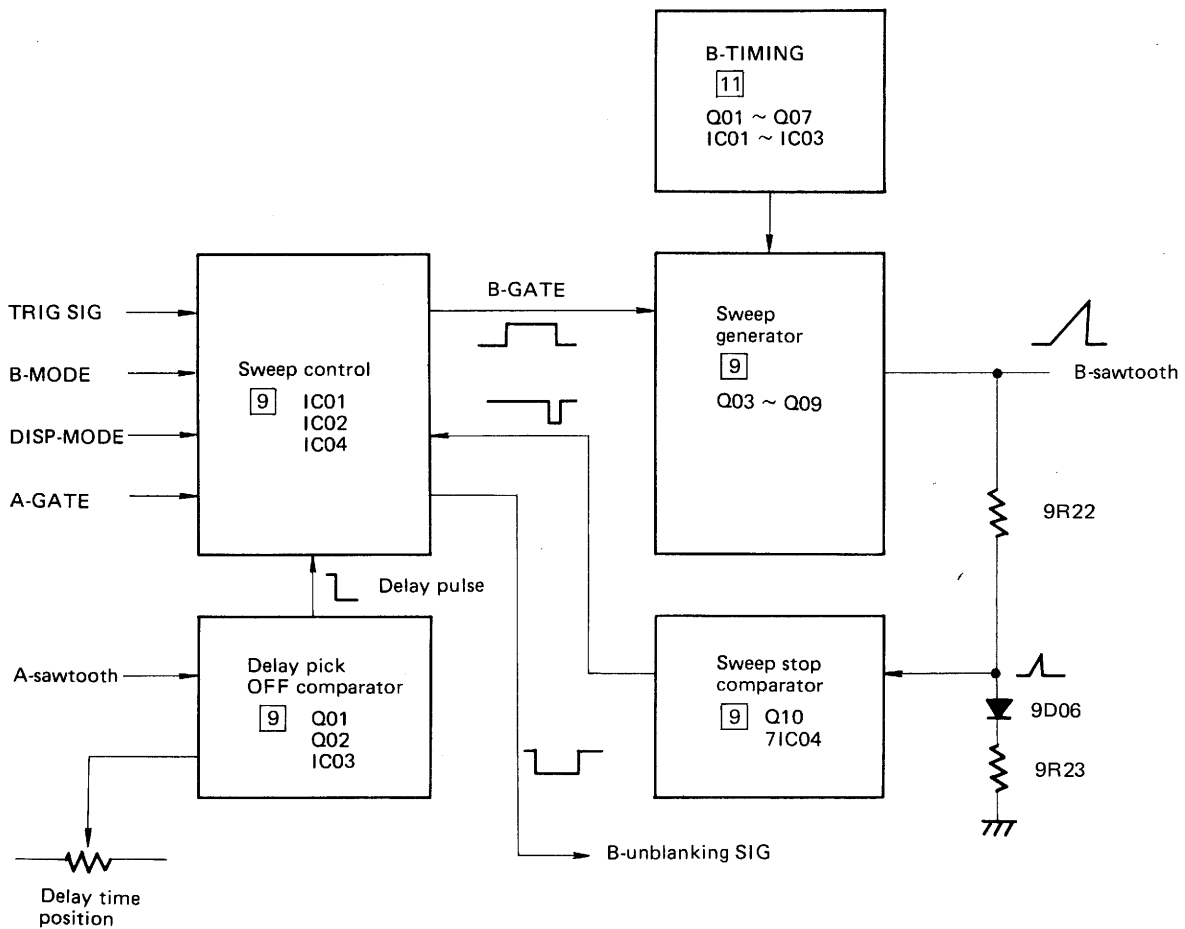 B-TIMING
11
Q01 ~ Q07
IC01 ~ IC03
TRIG SIG
B-MODE
DISP-MODE
A-GATE
Sweep control
9 IC01
IC02
IC04
B-GATE
Sweep
generator
9
Q03 ~ Q09
B-sawtooth
9R22
Delay pulse
A-sawtooth
Delay pick
OFF comparator
9 Q01
Q02
IC03
Sweep stop
comparator
9 Q10
7IC04
9D06
9R23
B-unblanking SIG
Delay time
position